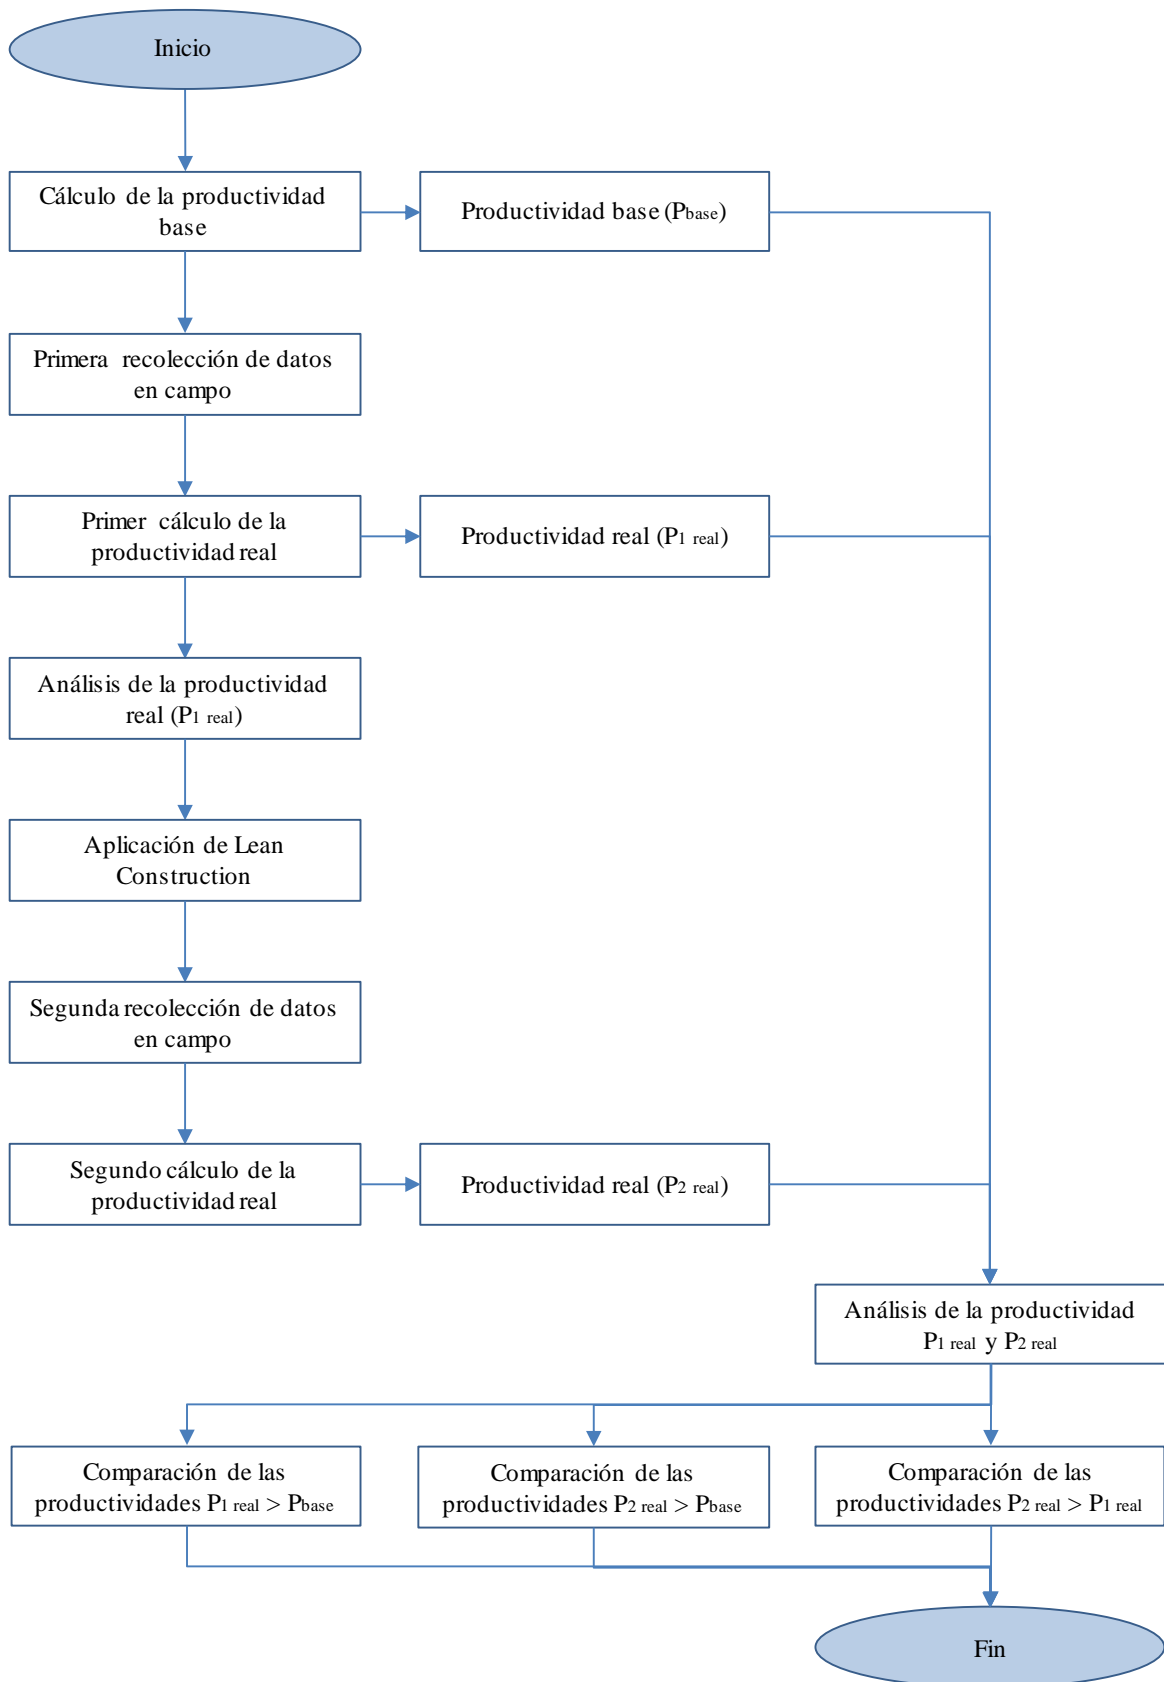 Inicio
Cálculo de la productividad
base
Productividad base (Pbase)
Primera recolección de datos
en campo
Primer cálculo de la
productividad real
Productividad real (P1 real)
Análisis de la productividad
real (P1 real)
Aplicación de Lean
Construction
Segunda recolección de datos
en campo
Segundo cálculo de la
productividad real
Productividad real (P2 real)
Análisis de la productividad
P1 real y P2 real
Comparación de las
productividades P1 real > Pbase
Comparación de las
productividades P2 real > Pbase
Comparación de las
productividades P2 real > P1 real
Fin